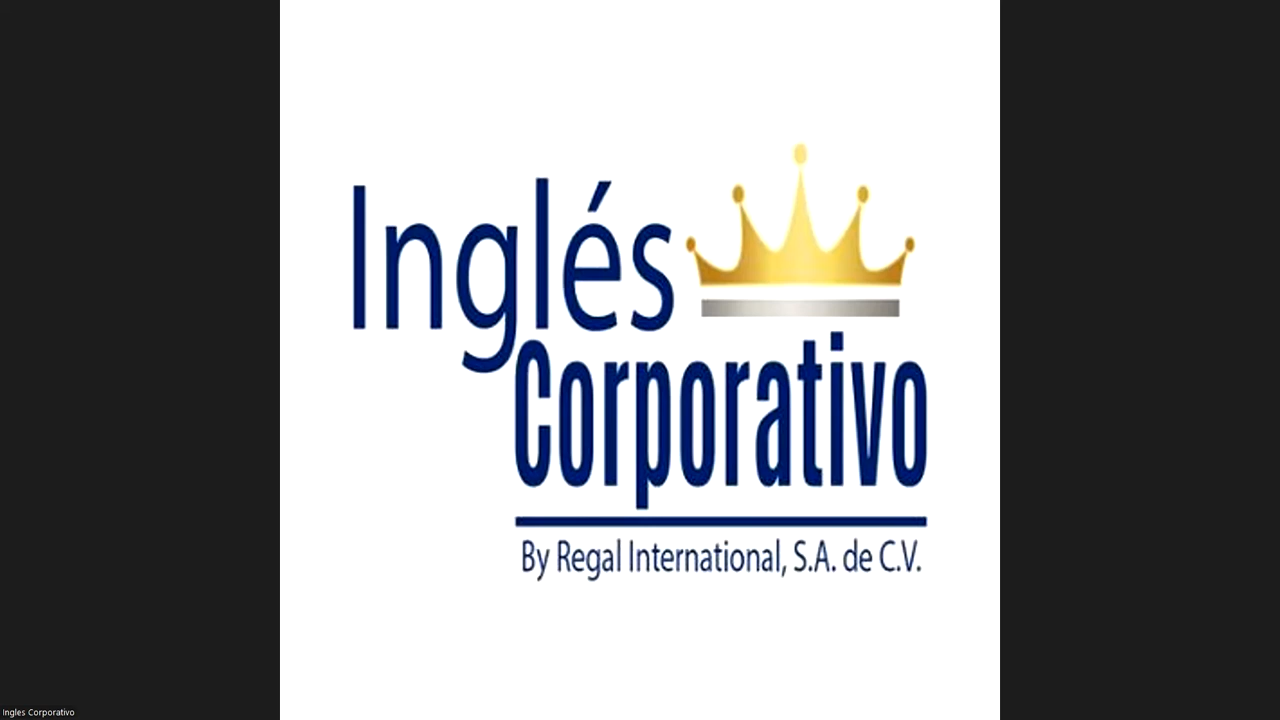 Inglés
Corporativo
By Regal International, S.A. de C.V.
Ingles Corporativo